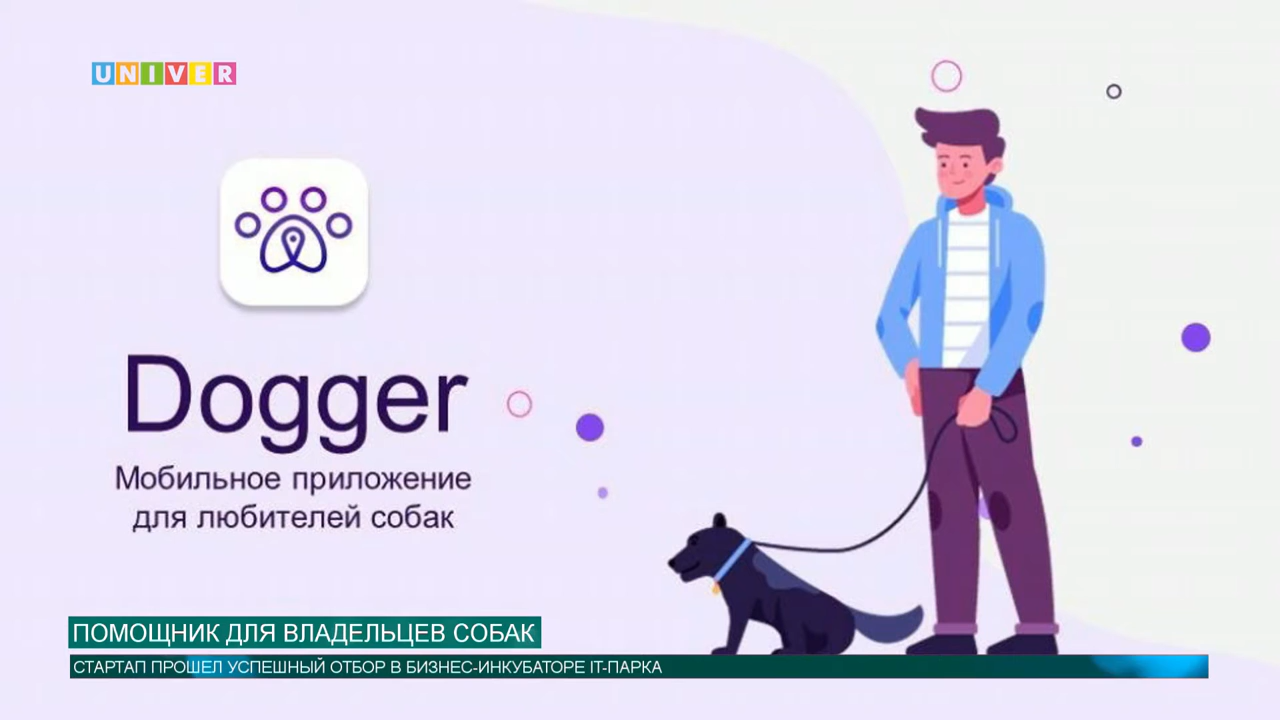 UNIVER
Dogger
Мобильное приложение
для любителей собак
ПОМОЩНИК ДЛЯ ВЛАДЕЛЬЦЕВ СОБАК
СТАРТАП ПРОШЕЛ УСПЕШНЫЙ ОТБОР В БИЗНЕС-ИНКУБАТОРЕ IT-ПАРКА